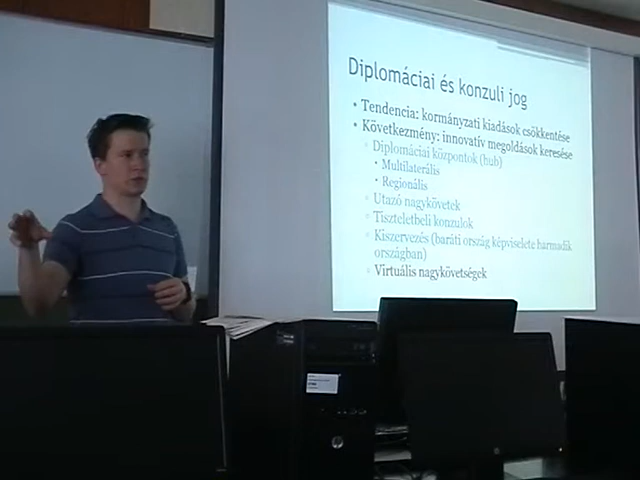 Diplomáciai és konzuli jog
• Tendencia: kormányzati kiadások csökkentése
• Következmény: innovatív megoldások keresése
▫ Diplomáciai központok (hub)
• Multilaterális
• Regionális
▫ Utazó nagykövetek
▫ Tiszteletbeli konzulok
▫ Kiszervezés (baráti ország képviselete harmadik
országban)
▫ Virtuális nagykövetségek